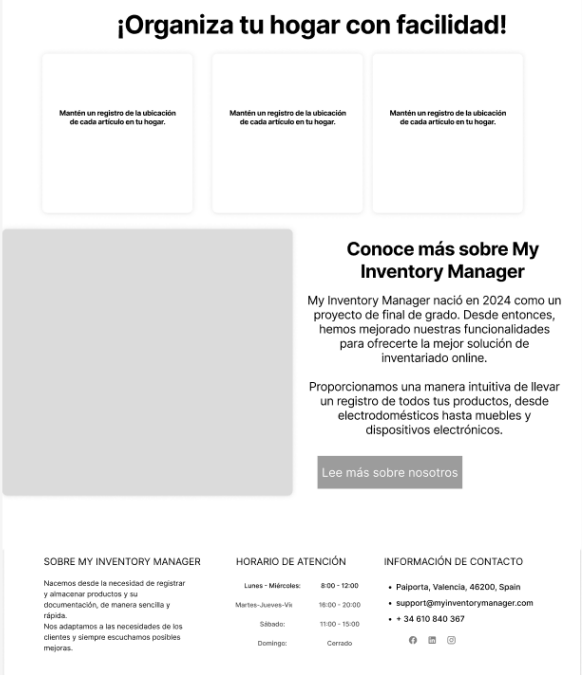 ¡Organiza tu hogar con facilidad!
Mantén un registro de la ubicación
de cada artículo en tu hogar.
Mantén un registro de la ubicación
de cada artículo en tu hogar.
Mantén un registro de la ubicación
de cada artículo en tu hogar.
Conoce más sobre My
Inventory Manager
My Inventory Manager nació en 2024 como un
proyecto de final de grado. Desde entonces,
hemos mejorado nuestras funcionalidades
para ofrecerte la mejor solución de
inventariado online.
Proporcionamos una manera intuitiva de llevar
un registro de todos tus productos, desde
electrodomésticos hasta muebles y
dispositivos electrónicos.
Lee más sobre nosotros
SOBRE MY INVENTORY MANAGER
Nacemos desde la necesidad de registrar
y almacenar productos y su
documentación, de manera sencilla y
rápida.
Nos adaptamos a las necesidades de los
clientes y siempre escuchamos posibles
mejoras.
HORARIO DE ATENCIÓN
Lunes - Miércoles: 8:00 - 12:00
Martes-Jueves-Vie 16:00 - 20:00
Sábado: 11:00 - 15:00
Domingo: Cerrado
INFORMACIÓN DE CONTACTO
• Paiporta, Valencia, 46200, Spain
• support@myinventorymanager.com
• + 34 610 840 367